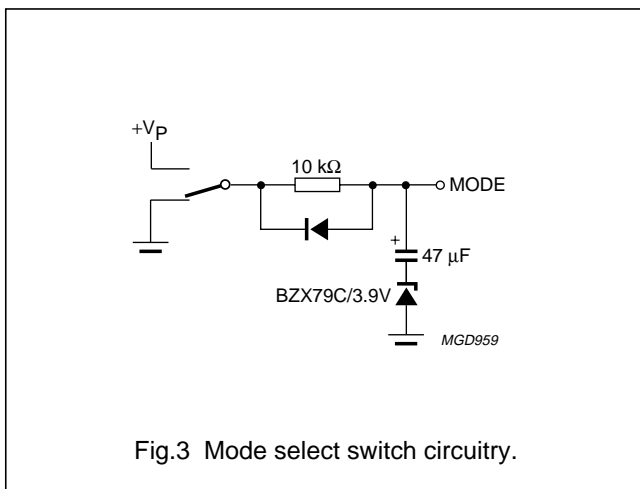 +VP
10 kΩ
MODE
+
47 μF
BZX79C/3.9V
MGD959
Fig.3 Mode select switch circuitry.